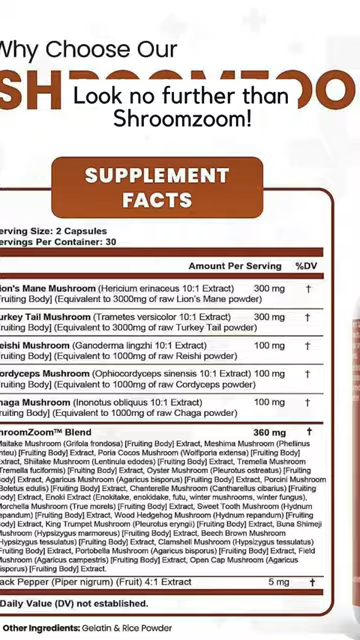 Why Choose Our
SHROOMZOO
Look no further than
Shroomzoom!
SUPPLEMENT
FACTS
erving Size: 2 Capsules
ervings Per Container: 30
Amount Per Serving %DV
ion's Mane Mushroom (Hericium erinaceus 10:1 Extract) 300 mg †
Fruiting Body] (Equivalent to 3000mg of raw Lion's Mane powder)
urkey Tail Mushroom (Trametes versicolor 10:1 Extract) 300 mg †
Fruiting Body] (Equivalent to 3000mg of raw Turkey Tail powder)
eishi Mushroom (Ganoderma lingzhi 10:1 Extract) 100 mg †
Fruiting Body] (Equivalent to 1000mg of raw Reishi powder)
ordyceps Mushroom (Ophiocordyceps sinensis 10:1 Extract) 100 mg †
Fruiting Body] (Equivalent to 1000mg of raw Cordyceps powder)
haga Mushroom (Inonotus obliquus 10:1 Extract) 100 mg †
Fruiting Body] (Equivalent to 1000mg of raw Chaga powder)
hroomZoom™ Blend 360 mg †
Maitake Mushroom (Grifola frondosa) [Fruiting Body] Extract, Meshima Mushroom (Phellinus
nteu) [Fruiting Body] Extract, Poria Cocos Mushroom (Wolfiporia extensa) [Fruiting Body]
Extract, Shiitake Mushroom (Lentinula edodes) [Fruiting Body] Extract, Tremella Mushroom
Tremella fuciformis) [Fruiting Body] Extract, Oyster Mushroom (Pleurotus ostreatus) [Fruiting
Body] Extract, Agaricus Mushroom (Agaricus bisporus) [Fruiting Body] Extract, Porcini Mushroom
Boletus edulis) [Fruiting Body] Extract, Chanterelle Mushroom (Cantharellus cibarius) [Fruiting
Body] Extract, Enoki Extract (Enokitake, enokidake, futu, winter mushrooms, winter fungus),
Morchella Mushroom (True morels) [Fruiting Body] Extract, Sweet Tooth Mushroom (Hydnum
repandum) [Fruiting Body] Extract, Wood Hedgehog Mushroom (Hydnum repandum) [Fruiting
Body] Extract, King Trumpet Mushroom (Pleurotus eryngii) [Fruiting Body] Extract, Buna Shimeji
Mushroom (Hypsizygus marmoreus) [Fruiting Body] Extract, Beech Brown Mushroom
Hypsizygus tessulatus) [Fruiting Body] Extract, Clamshell Mushroom (Hypsizygus tessulatus)
Fruiting Body] Extract, Portobella Mushroom (Agaricus bisporus) [Fruiting Body] Extract, Field
Mushroom (Agaricus campestris) [Fruiting Body] Extract, Open Cap Mushroom (Agaricus
isporus) [Fruiting Body] Extract.
lack Pepper (Piper nigrum) (Fruit) 4:1 Extract 5 mg †
Daily Value (DV) not established.
Other Ingredients: Gelatin & Rice Powder